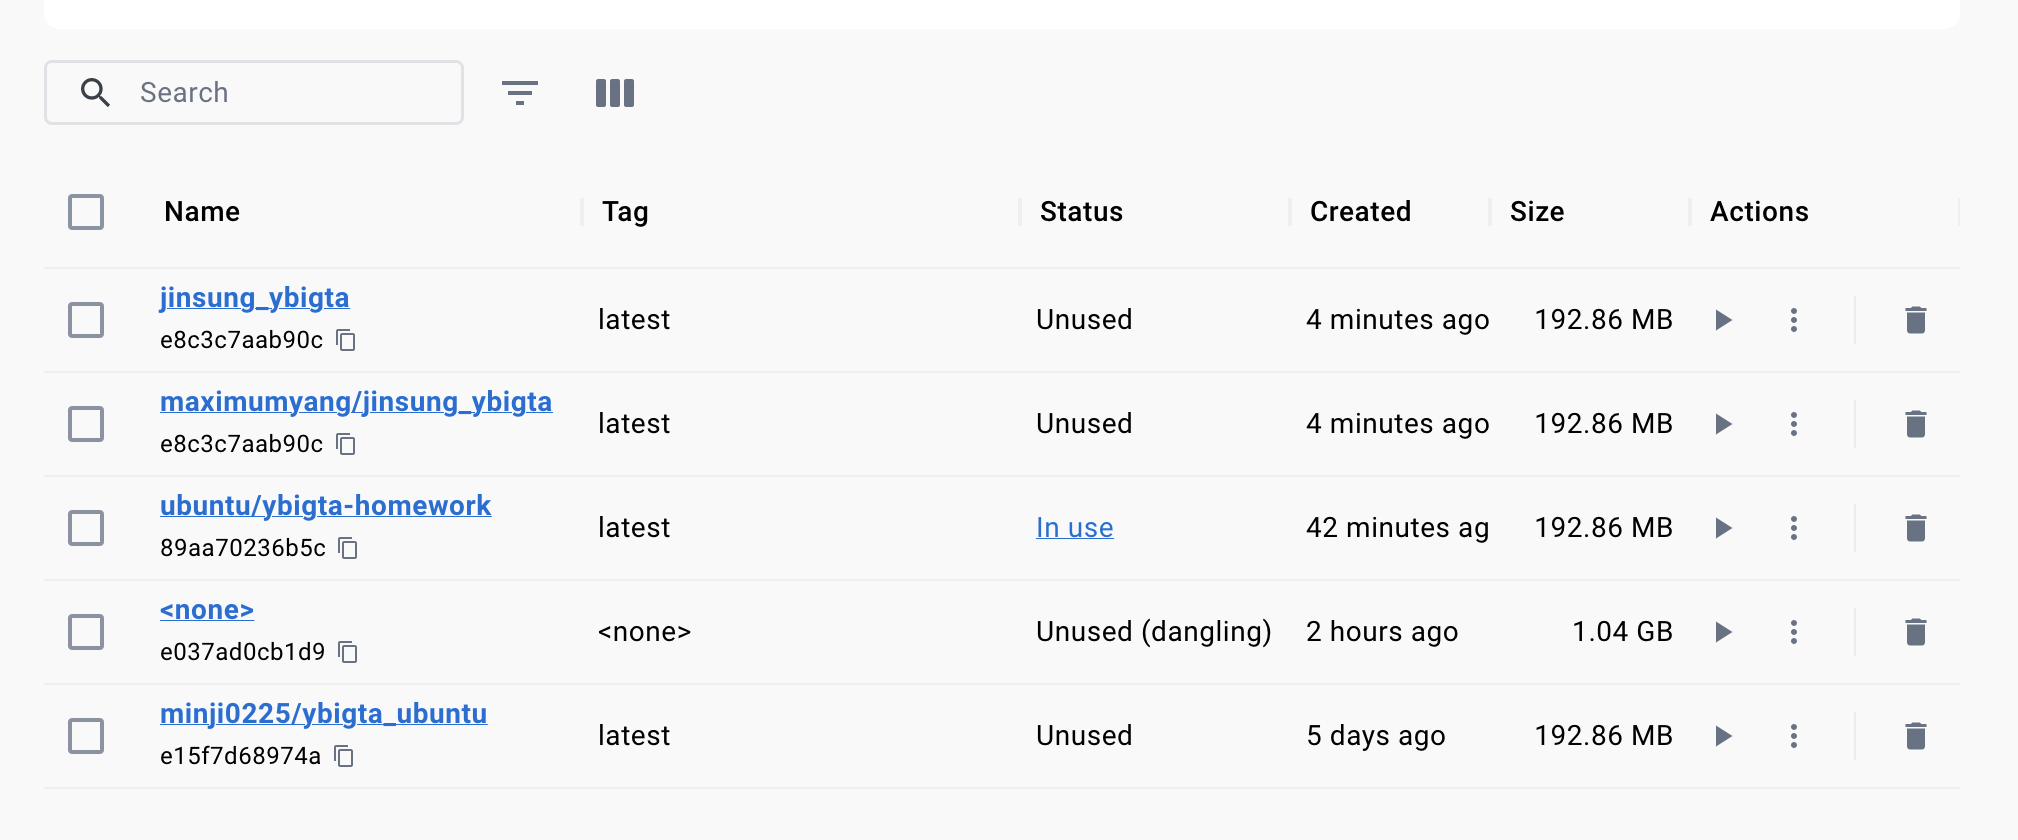 Search
Name Tag Status Created Size Actions
jinsung_ybigta
e8c3c7aab90c
latest Unused 4 minutes ago 192.86 MB
maximumyang/jinsung_ybigta
e8c3c7aab90c
latest Unused 4 minutes ago 192.86 MB
ubuntu/ybigta-homework
89aa70236b5c
latest In use 42 minutes ag 192.86 MB
<none>
e037ad0cb1d9
<none> Unused (dangling) 2 hours ago 1.04 GB
minji0225/ybigta_ubuntu
e15f7d68974a
latest Unused 5 days ago 192.86 MB